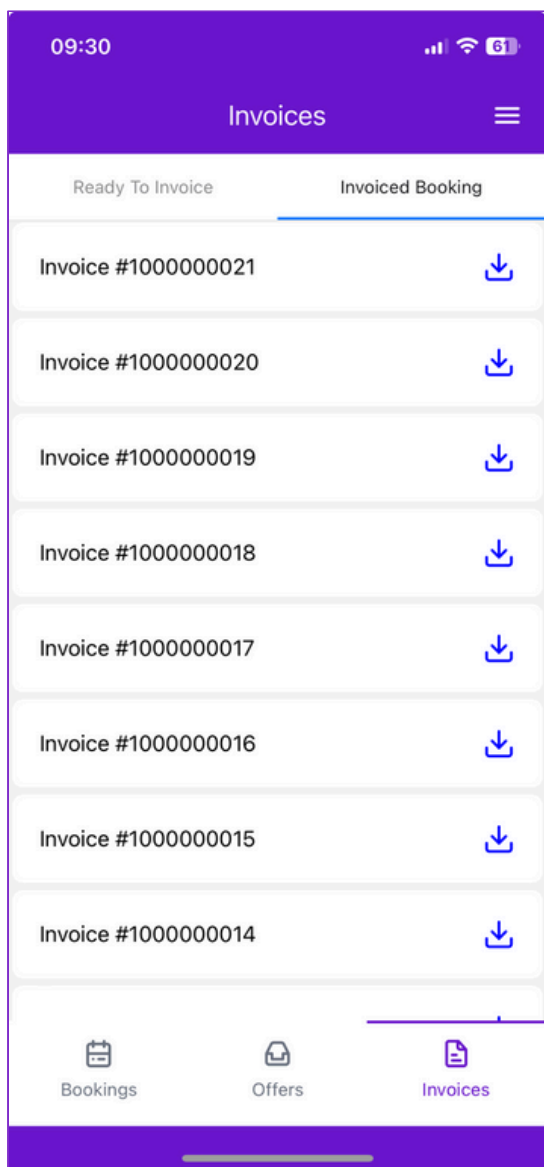 09:30 61
Invoices
Ready To Invoice Invoiced Booking
Invoice #1000000021
Invoice #1000000020
Invoice #1000000019
Invoice #1000000018
Invoice #1000000017
Invoice #1000000016
Invoice #1000000015
Invoice #1000000014
Bookings Offers Invoices